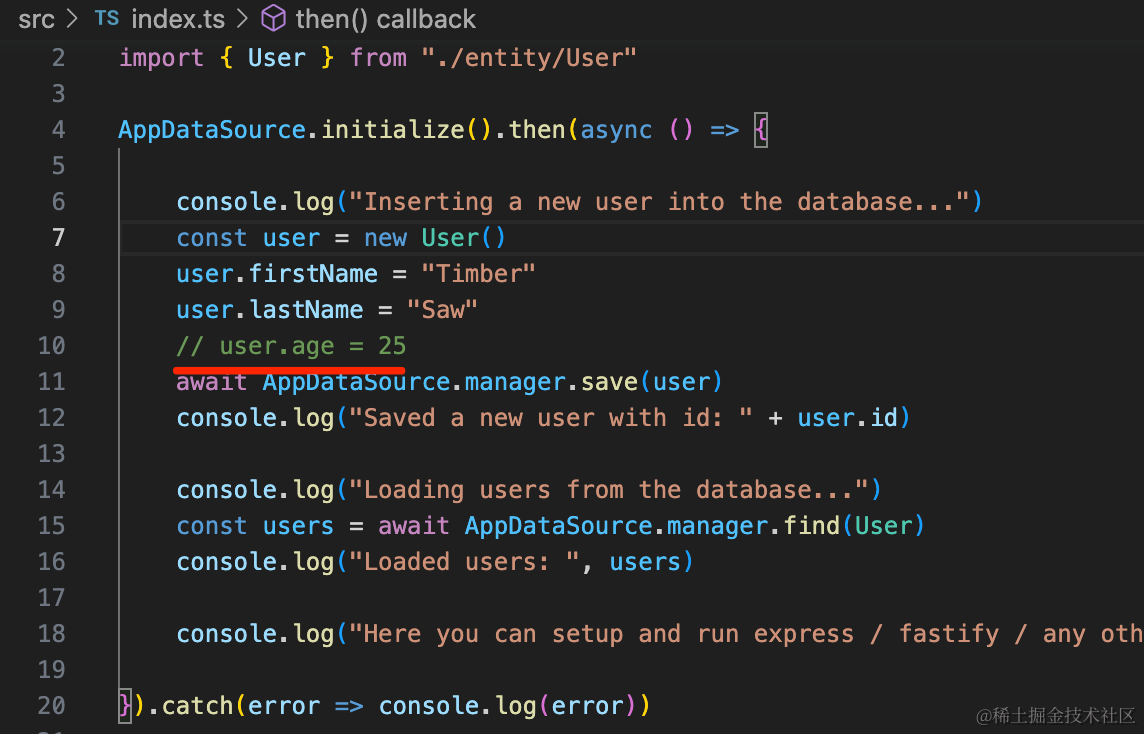 src > TS index.ts > then() callback
2 import { User } from "./entity/User"
3
4 AppDataSource.initialize().then(async () => {
5
6 console.log("Inserting a new user into the database...")
7 const user = new User()
8 user.firstName = "Timber"
9 user.lastName = "Saw"
10 // user.age = 25
11 await AppDataSource.manager.save(user)
12 console.log("Saved a new user with id: " + user.id)
13
14 console.log("Loading users from the database...")
15 const users = await AppDataSource.manager.find(User)
16 console.log("Loaded users: ", users)
17
18 console.log("Here you can setup and run express / fastify / any oth
19
20 }).catch(error => console.log(error))
@稀土掘金技术社区